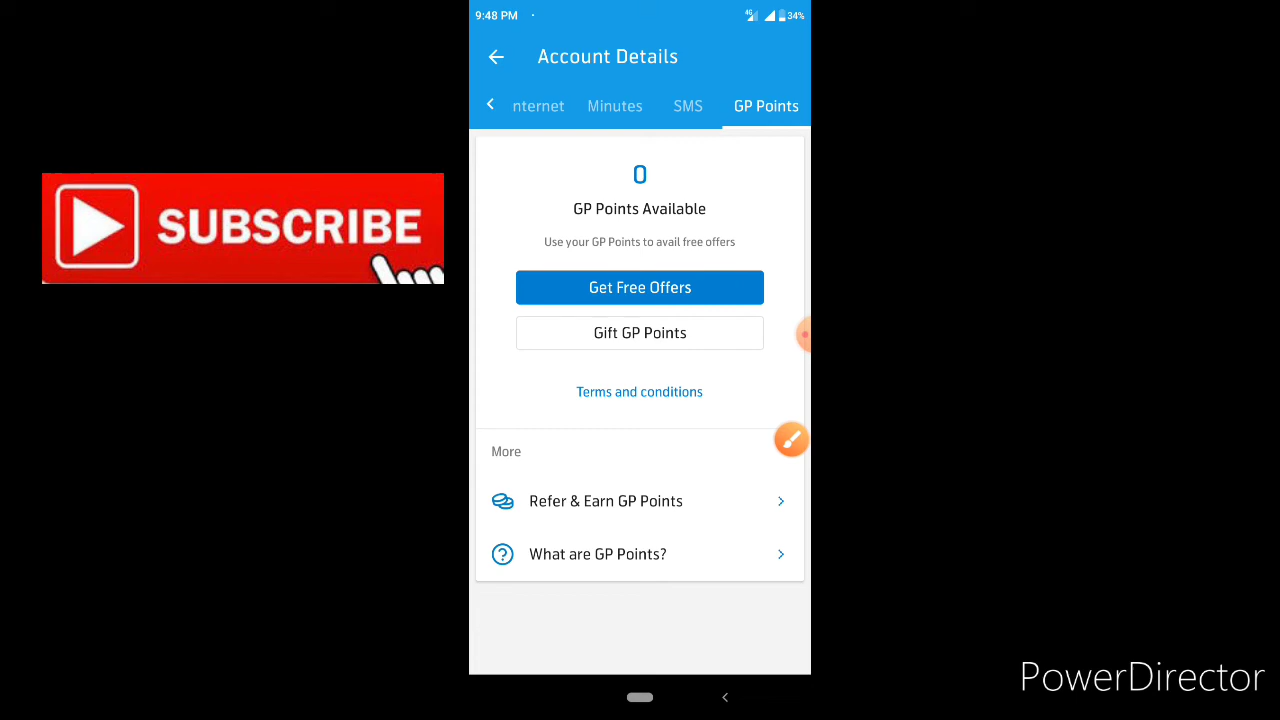 9:48 PM
4G
34%
Account Details
nternet Minutes SMS GP Points
SUBSCRIBE
0
GP Points Available
Use your GP Points to avail free offers
Get Free Offers
Gift GP Points
Terms and conditions
More
Refer & Earn GP Points
What are GP Points?
PowerDirector